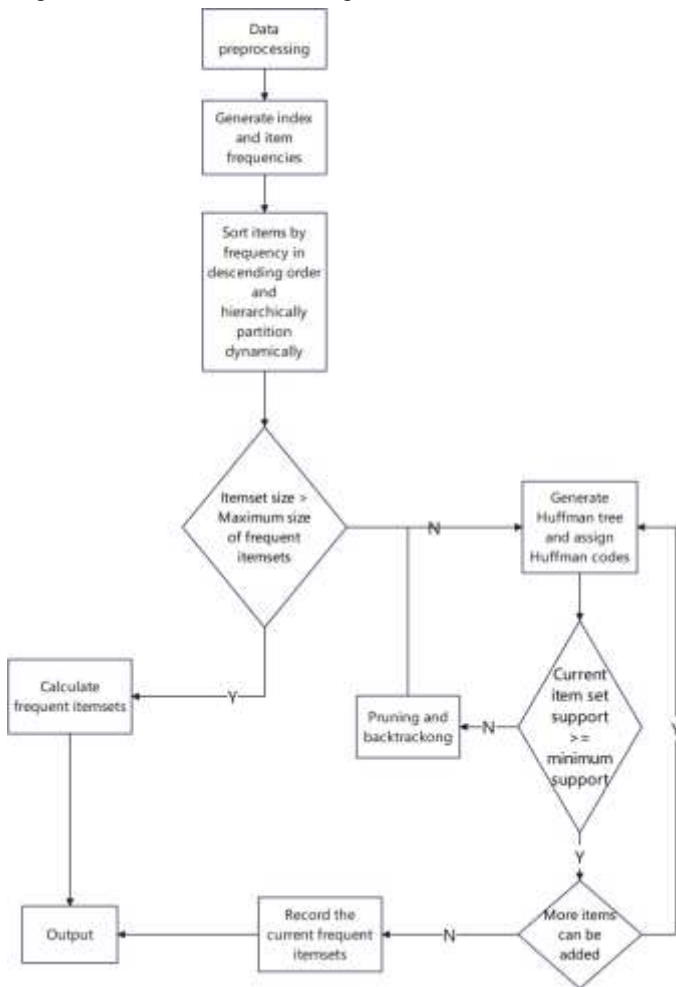 Data
preprocessing
Generate index
and item
frequencies
Sort items by
frequency in
descending order
and
hierarchically
partition
dynamically
Itemset size >
Maximum size
of frequent
itemsets
N
Generate
Huffman tree
and assign
Huffman codes
Y
Calculate
frequent itemsets
Pruning and
backtrackong
N
Current
item set
support
>=
minimum
support
Y
Y
Output
Record the
current frequent
itemsets
N
More items
can be
added